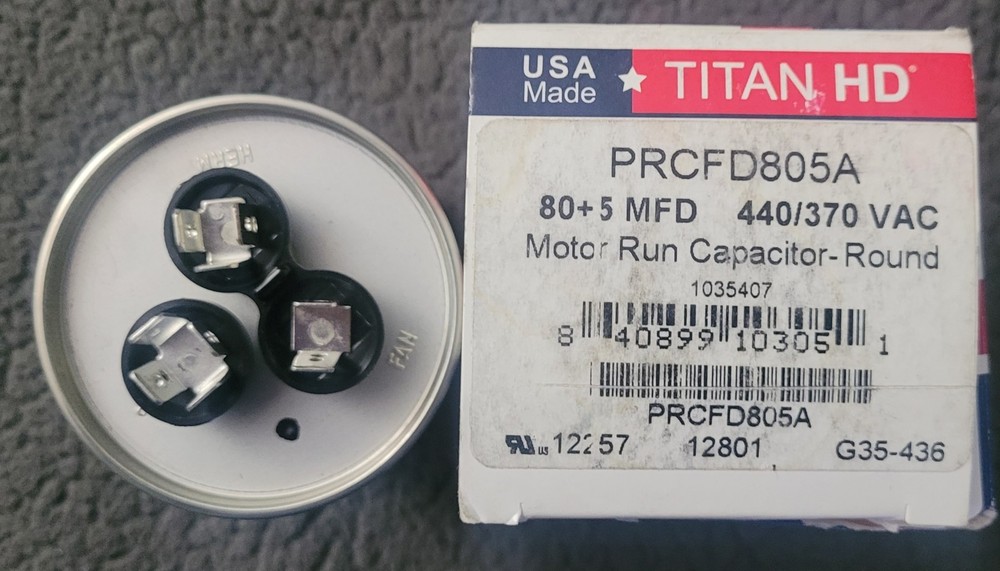 HERM
FAN
USA
Made
TITAN HD
PRCFD805A
80+5 MFD 440/370 VAC
Motor Run Capacitor-Round
1035407
8 40899 10305 1
PRCFD805A
12801
G35-436